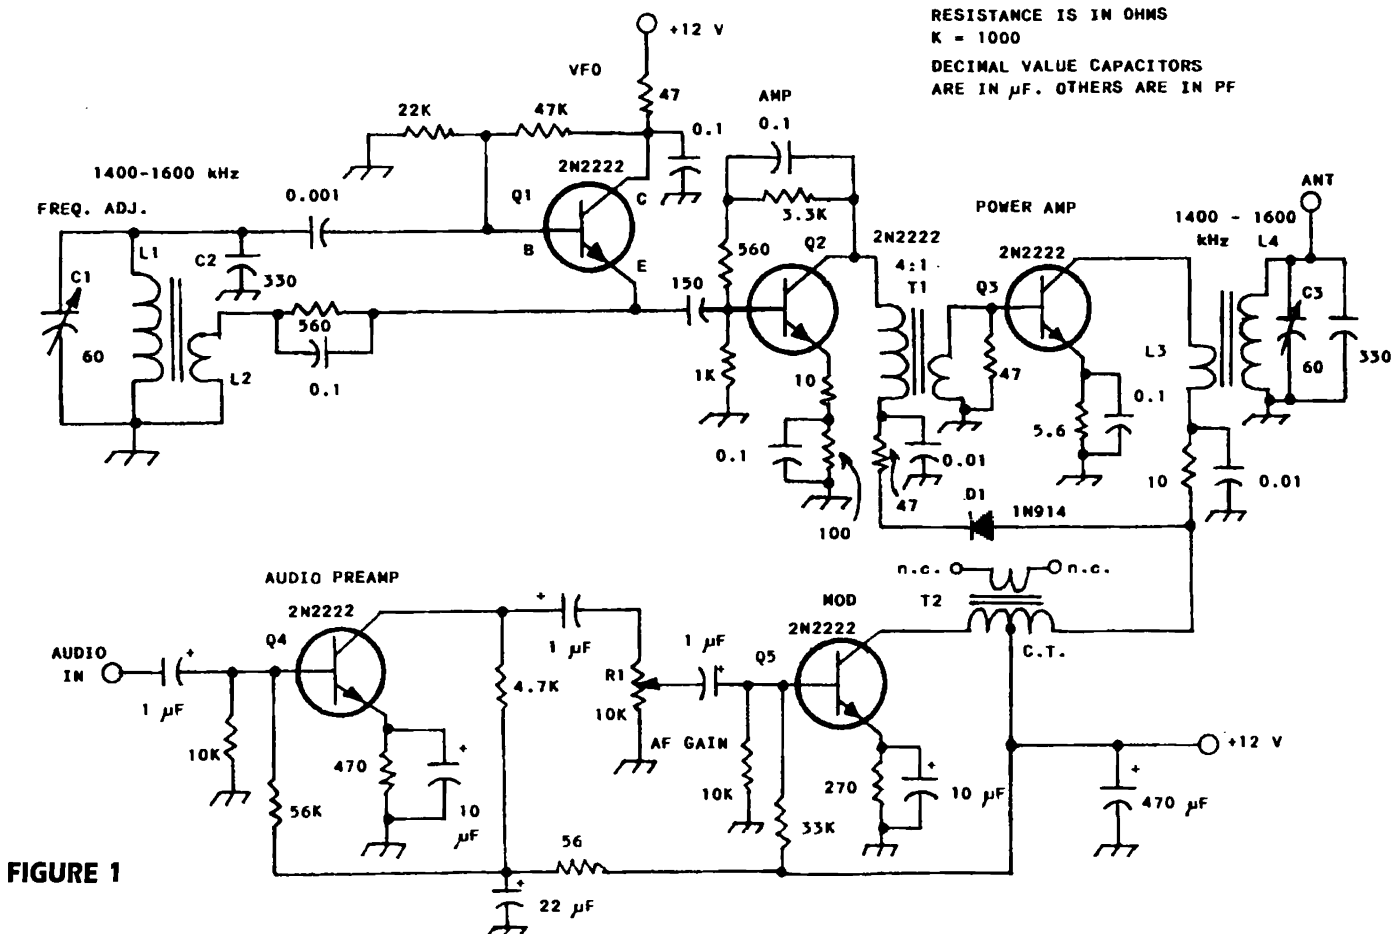 RESISTANCE IS IN OHMS
K = 1000
DECIMAL VALUE CAPACITORS
ARE IN µF. OTHERS ARE IN PF
+12 V
VFO
47
22K
47K
0.1
AMP
0.1
1400-1600 kHz
2N2222
Q1
C
B
E
0.001
FREQ. ADJ.
L1
C2
330
C1
60
L2
560
0.1
150
560
3.3K
Q2
1K
10
0.1
100
2N2222
4:1
T1
47
0.01
POWER AMP
2N2222
Q3
47
0.1
5.6
ANT
1400 - 1600
kHz L4
L3
C3
60
330
10
0.01
D1
1N914
n.c.
n.c.
T2
C.T.
AUDIO PREAMP
2N2222
Q4
AUDIO
IN
+
1 µF
10K
56K
470
+
10
µF
4.7K
+
1 µF
R1
10K
AF GAIN
1 µF
+
MOD
2N2222
Q5
10K
33K
270
+
10 µF
+12 V
+
470 µF
56
+
22 µF
FIGURE 1